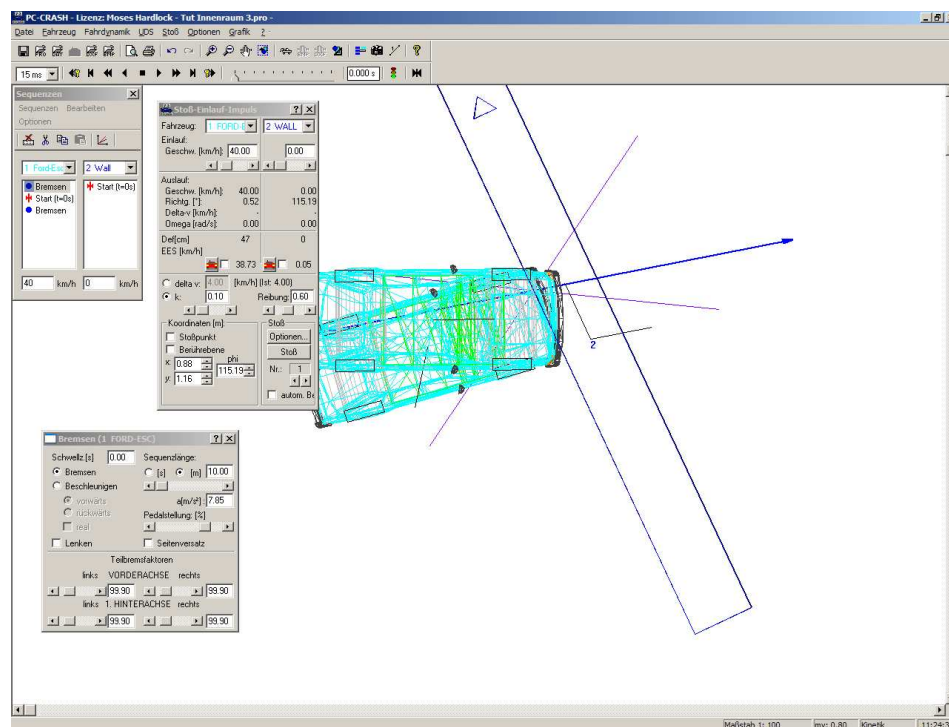 PC-CRASH - Lizenz: Moses Hardlock - Tut Innenraum 3.pro -
Datei Fahrzeug Fahrdynamik UDS Stoß Optionen Grafik ?
15 ms 0.000 s
Sequenzen
Sequenzen Bearbeiten
Optionen
1 Ford-Esc 2 Wall
Bremsen Start (t=0s)
Start (t=0s)
Bremsen
40 km/h 0 km/h
Stoß-Einlauf-Impuls
Fahrzeug: 1 FORD-E 2 WALL
Einlauf:
Geschw. [km/h]: 40.00 0.00
Auslauf:
Geschw. [km/h]: 40.00 0.00
Richtg. [°]: 0.52 115.19
Delta-v [km/h]: - -
Omega [rad/s]: 0.00 0.00
Def[cm] 47 0
EES [km/h]
38.73 0.05
delta v: 4.00 [km/h] (Ist: 4.00)
k: 0.10 Reibung: 0.60
Koordinaten [m]: Stoß
Stoßpunkt Optionen...
Berührebene Stoß
x: 0.88 phi 115.19
y: 1.16
Nr.: 1
autom. Be
2
Bremsen (1 FORD-ESC)
Schwellz.[s] 0.00 Sequenzlänge:
Bremsen [s] [m] 10.00
Beschleunigen
vorwärts a[m/s²] : 7.85
rückwärts Pedalstellung: [%]
real
Lenken Seitenversatz
Teilbremsfaktoren
links VORDERACHSE rechts
99.90 99.90
links 1. HINTERACHSE rechts
99.90 99.90
Maßstab 1: 100 my: 0.80 Kinetik 11:24: